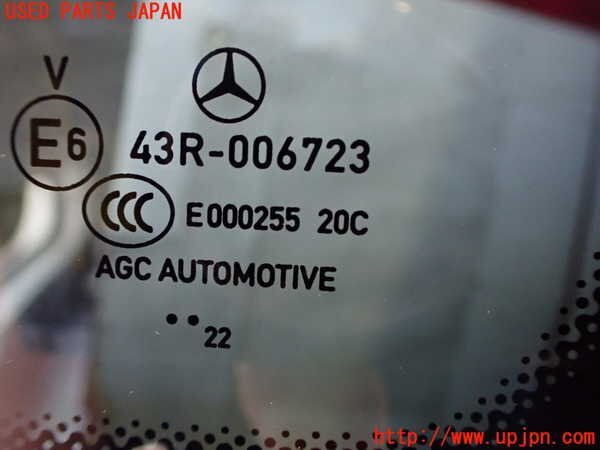 USED PARTS JAPAN
V
E6 43R-006723
CCC E000255 20C
AGC AUTOMOTIVE
•• 22
http://www.upjpn.com/